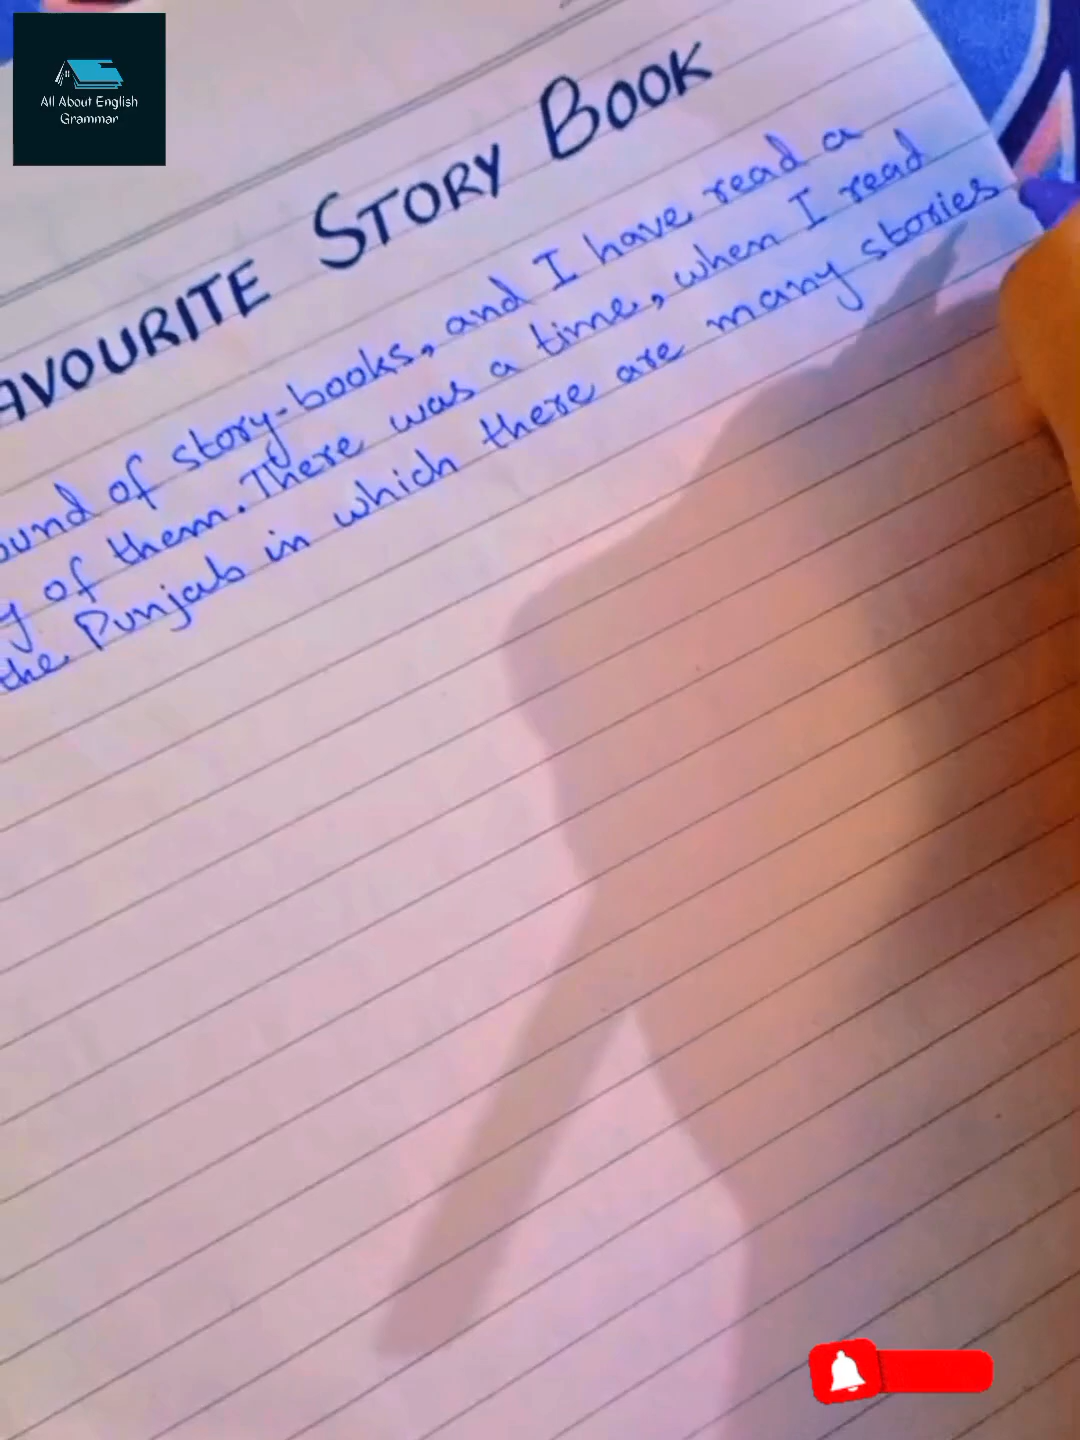 All About English
Grammar
AVOURITE STORY BOOK
ound of story-books, and I have read a
y of them. There was a time, when I read
the Punjab in which there are many stories